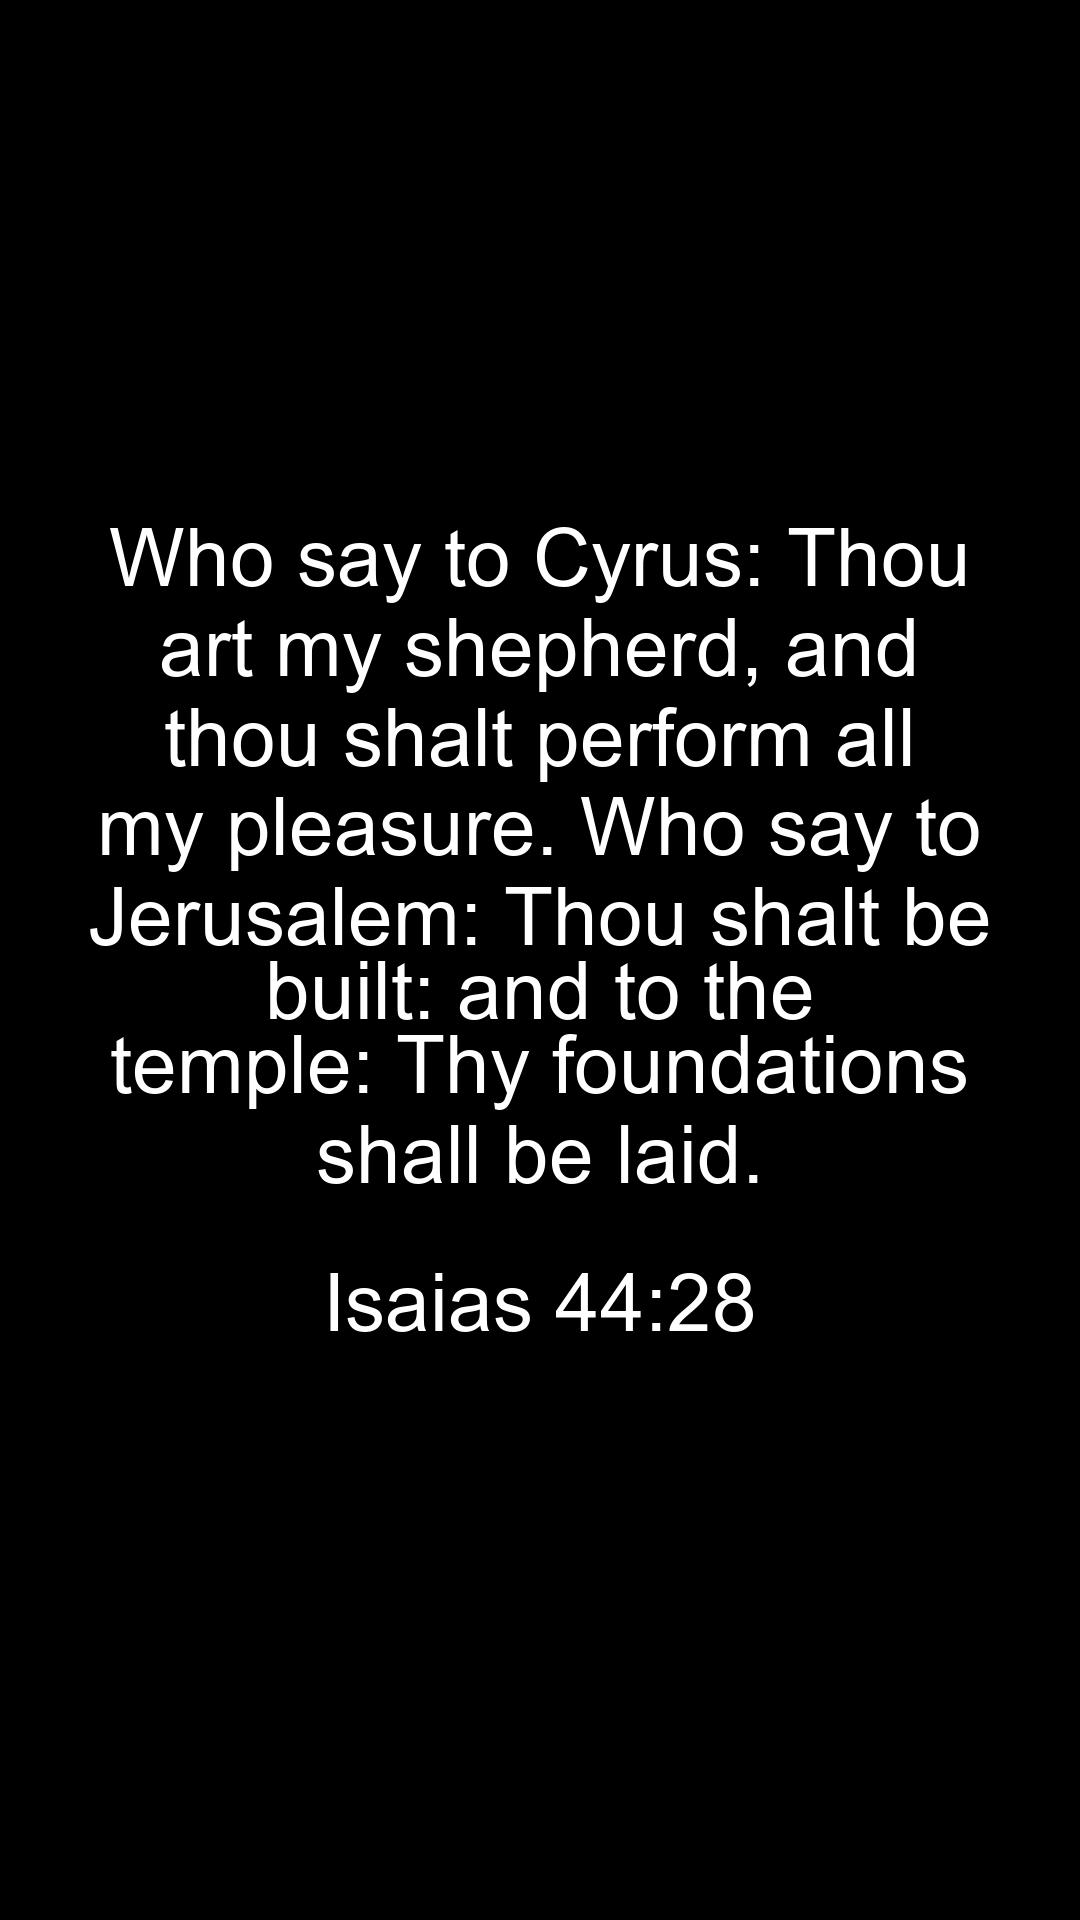 Who say to Cyrus: Thou
art my shepherd, and
thou shalt perform all
my pleasure. Who say to
Jerusalem: Thou shalt be
built: and to the
temple: Thy foundations
shall be laid.
Isaias 44:28